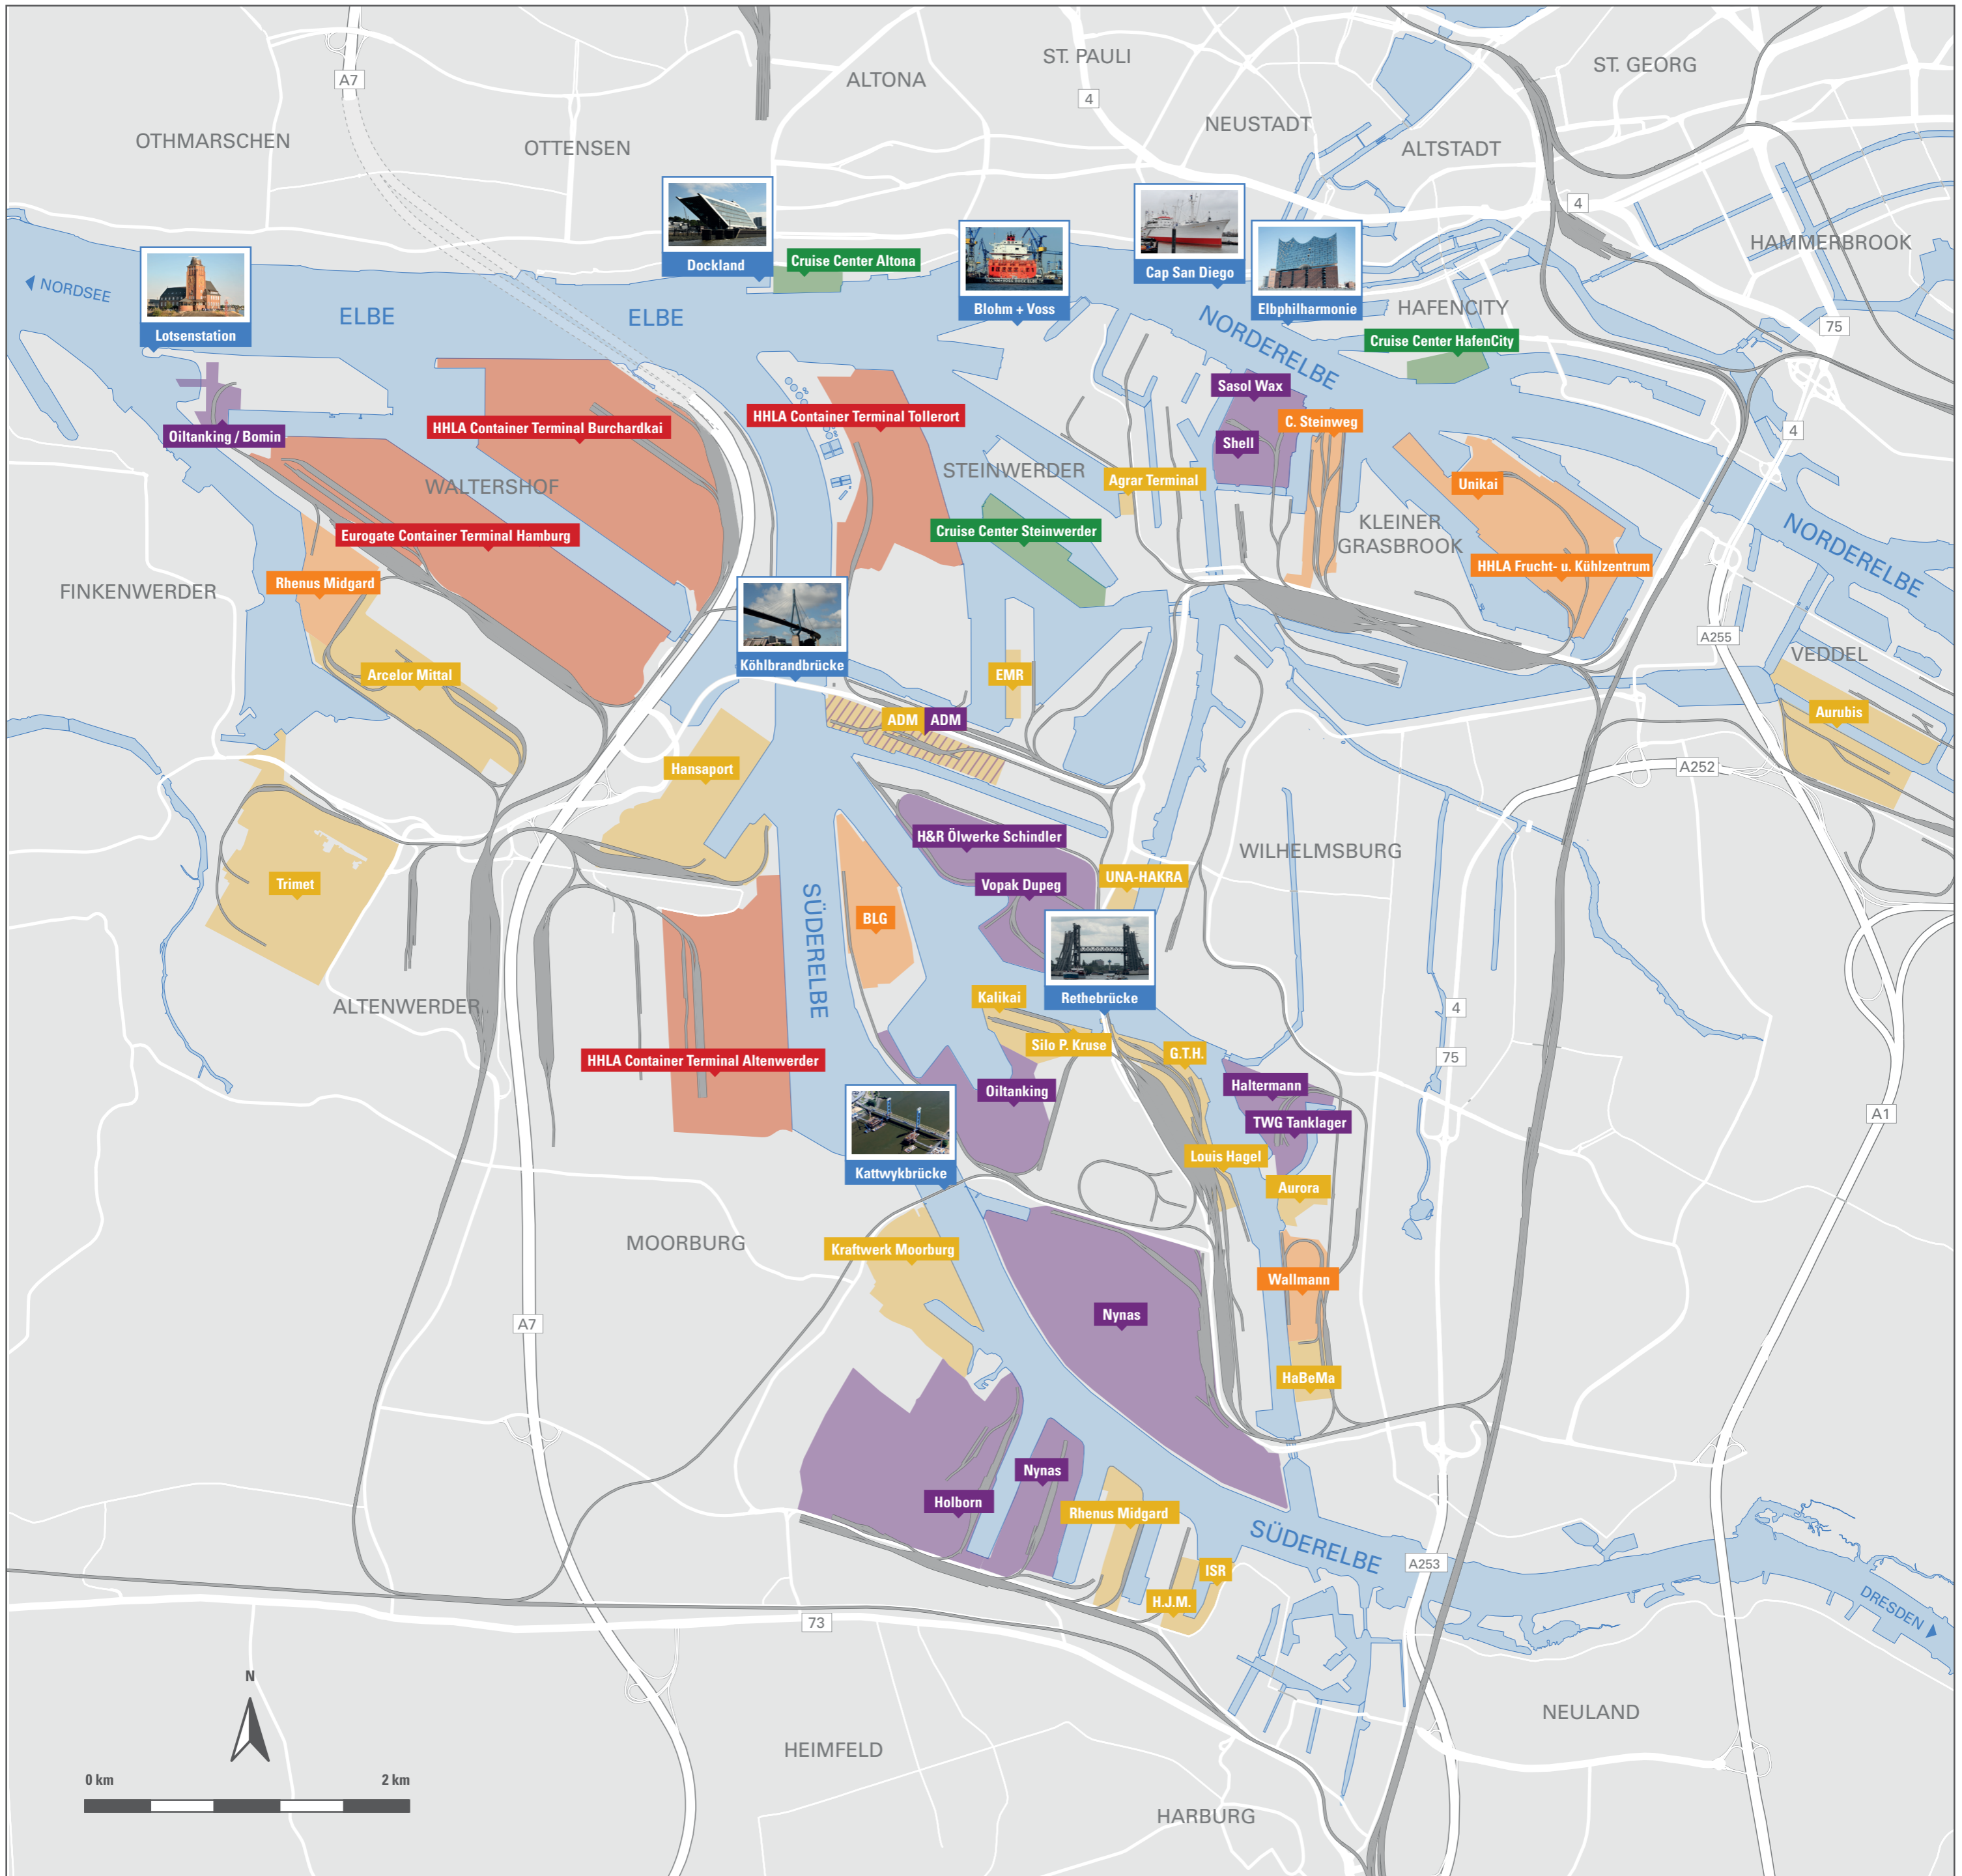 A7
ST. PAULI
ST. GEORG
ALTONA
4
NEUSTADT
OTHMARSCHEN
OTTENSEN
ALTSTADT
4
HAMMERBROOK
Dockland
Cruise Center Altona
Cap San Diego
NORDSEE
Lotsenstation
ELBE
ELBE
Blohm + Voss
Elbphilharmonie
HAFENCITY
NORDERELBE
Cruise Center HafenCity
75
Sasol Wax
HHLA Container Terminal Tollerort
C. Steinweg
HHLA Container Terminal Burchardkai
Oiltanking / Bomin
Shell
4
STEINWERDER
Agrar Terminal
Unikai
WALTERSHOF
KLEINER
GRASBROOK
Eurogate Container Terminal Hamburg
Cruise Center Steinwerder
NORDERELBE
HHLA Frucht- u. Kühlzentrum
Rhenus Midgard
FINKENWERDER
A255
VEDDEL
Köhlbrandbrücke
Arcelor Mittal
EMR
ADM
ADM
Aurubis
Hansaport
A252
H&R Ölwerke Schindler
WILHELMSBURG
Trimet
Vopak Dupeg
UNA-HAKRA
SÜDERELBE
BLG
Kalikai
Rethebrücke
ALTENWERDER
4
Silo P. Kruse
G.T.H.
75
HHLA Container Terminal Altenwerder
Oiltanking
Haltermann
TWG Tanklager
A1
Louis Hagel
Kattwykbrücke
Aurora
MOORBURG
Kraftwerk Moorburg
Wallmann
Nynas
A7
HaBeMa
Nynas
Holborn
Rhenus Midgard
SÜDERELBE
ISR
A253
H.J.M.
DRESDEN
73
N
NEULAND
HEIMFELD
0 km
2 km
HARBURG